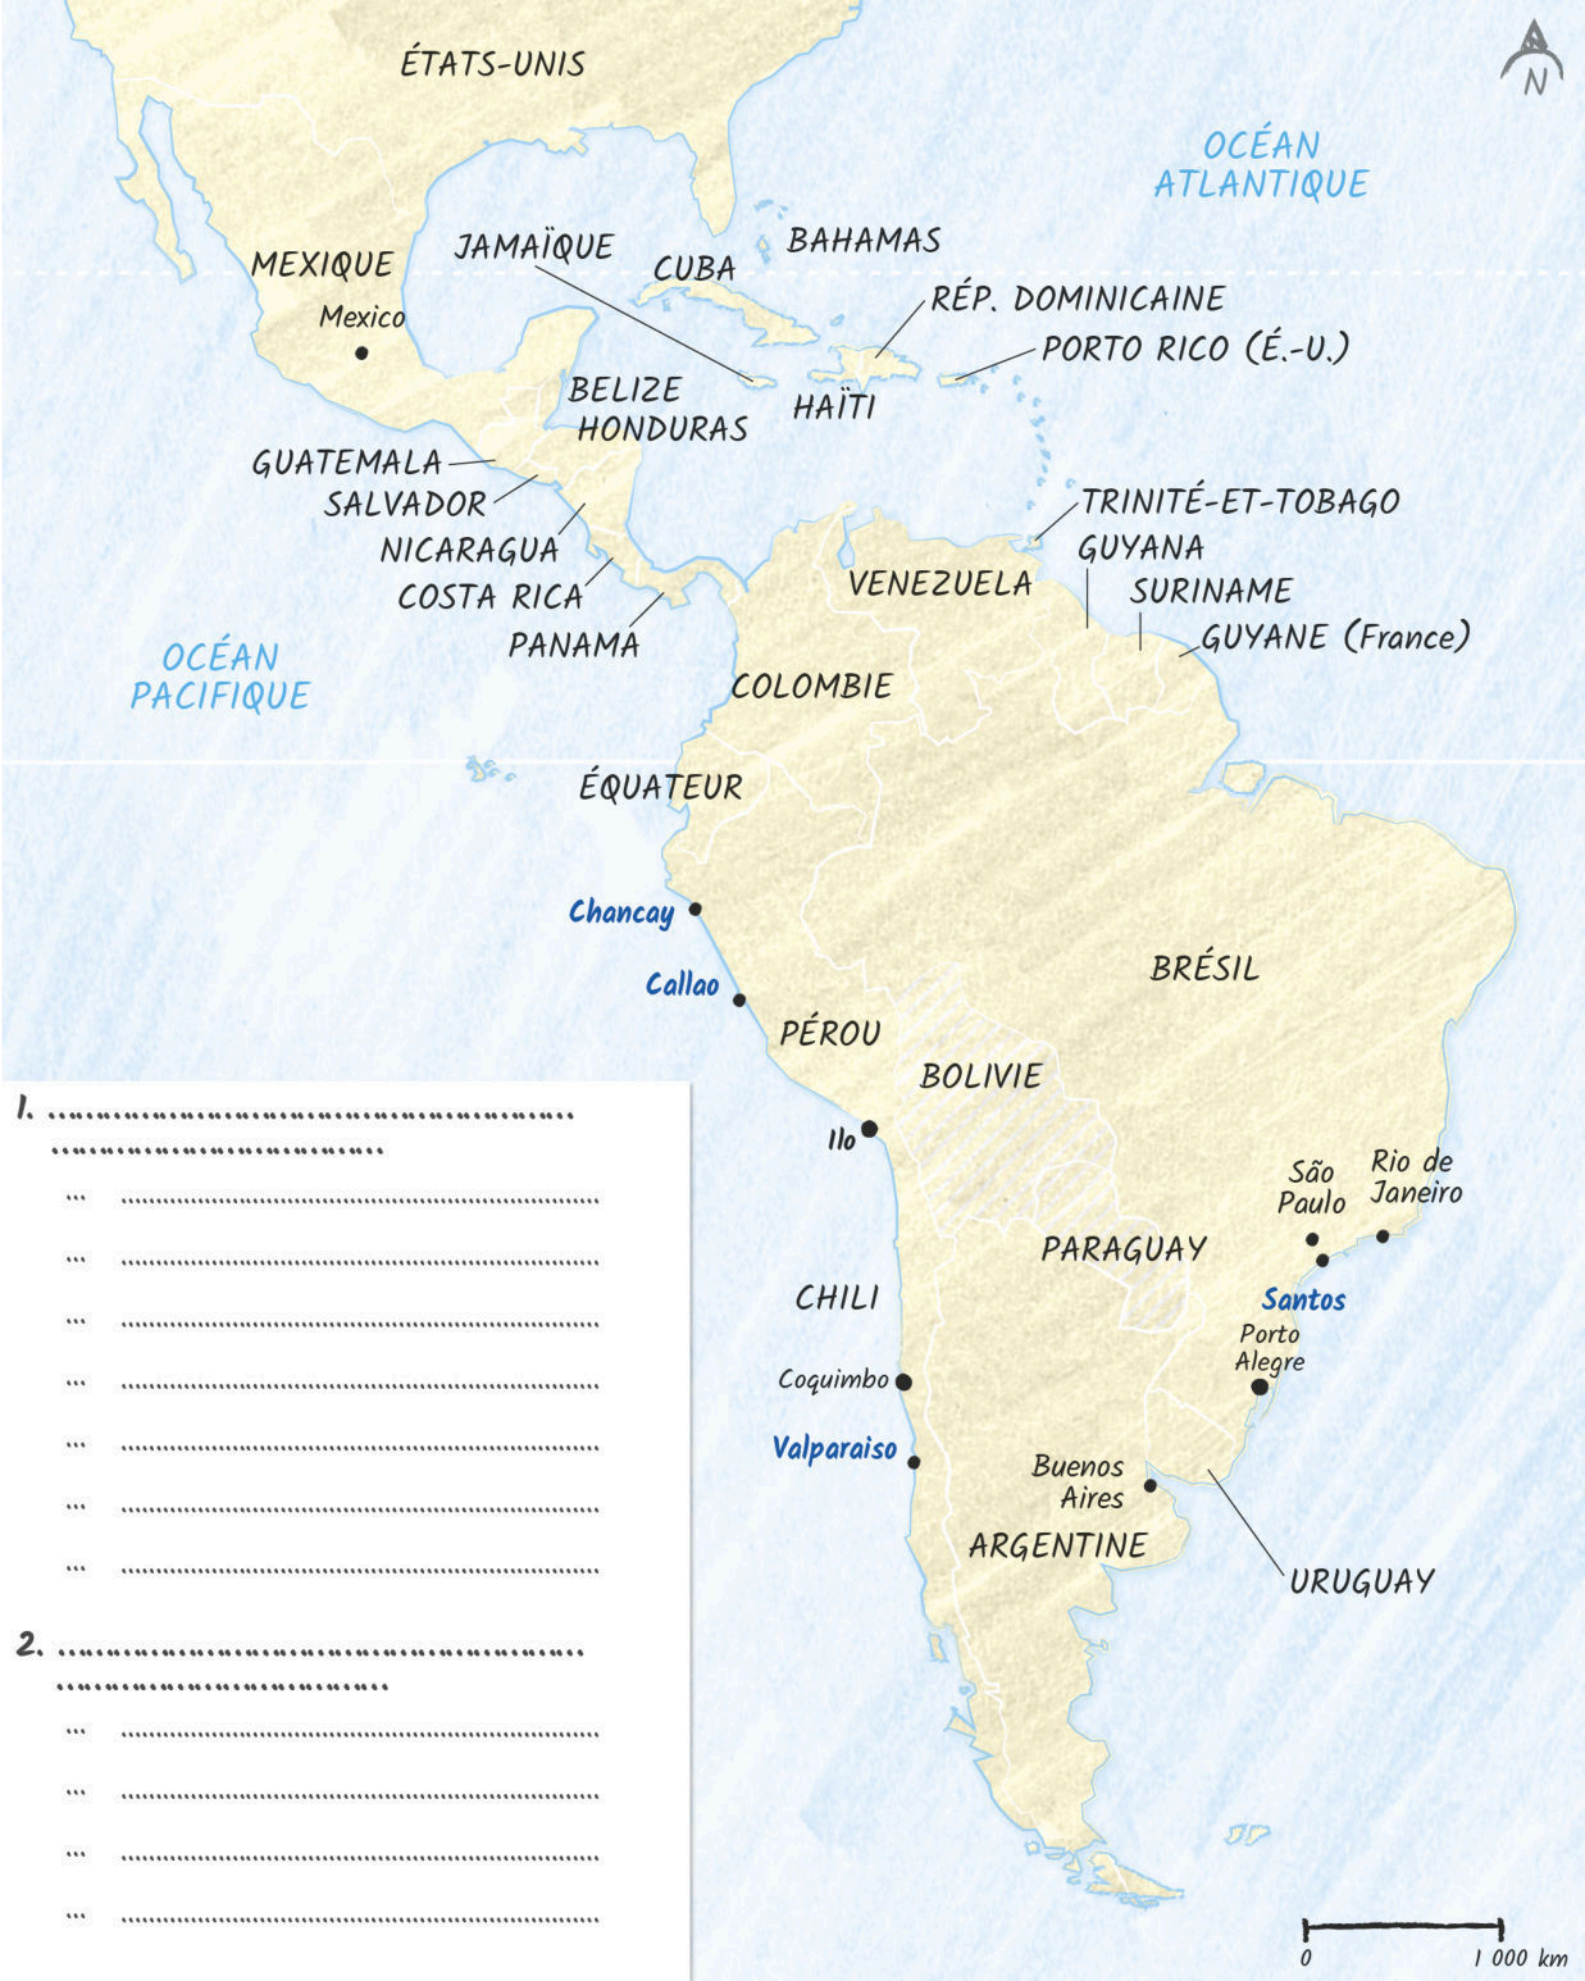 ÉTATS-UNIS
N
OCÉAN
ATLANTIQUE
MEXIQUE
Mexico
JAMAÏQUE
CUBA
BAHAMAS
RÉP. DOMINICAINE
PORTO RICO (É.-U.)
HAÏTI
BELIZE
HONDURAS
GUATEMALA
SALVADOR
NICARAGUA
COSTA RICA
PANAMA
TRINITÉ-ET-TOBAGO
GUYANA
SURINAME
GUYANE (France)
VENEZUELA
COLOMBIE
OCÉAN
PACIFIQUE
ÉQUATEUR
Chancay
Callao
PÉROU
BRÉSIL
BOLIVIE
Ilo
São
Paulo
Rio de
Janeiro
PARAGUAY
CHILI
Santos
Porto
Alegre
Coquimbo
Valparaiso
Buenos
Aires
ARGENTINE
URUGUAY
1. ................................................
..............................
... ................................................
... ................................................
... ................................................
... ................................................
... ................................................
... ................................................
... ................................................
2. ................................................
..............................
... ................................................
... ................................................
... ................................................
... ................................................
0 1 000 km